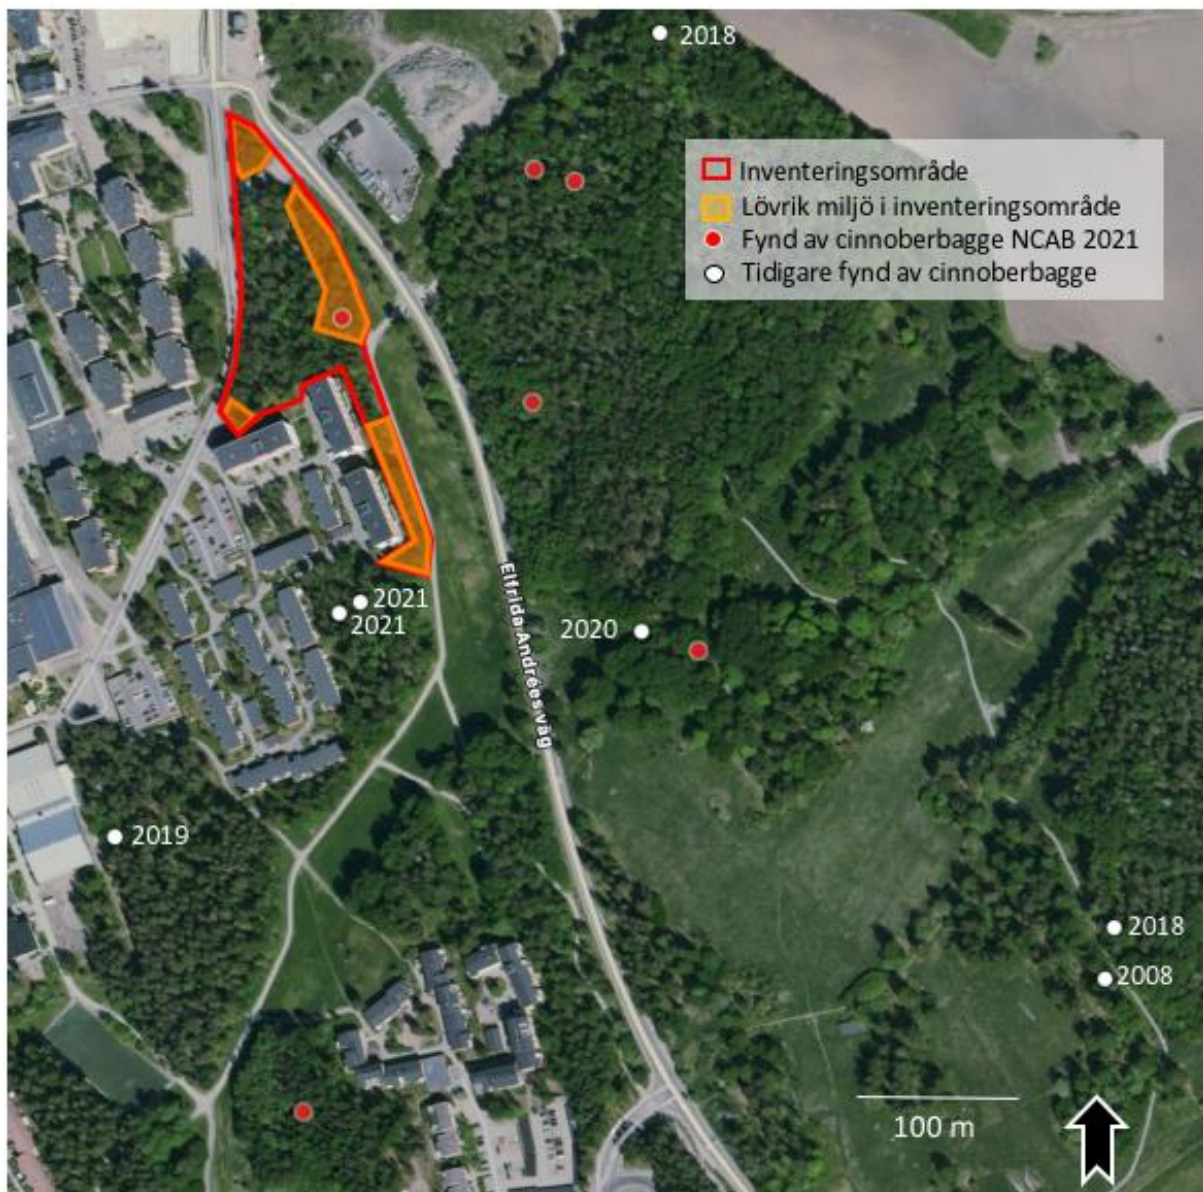 2018
Inventeringsområde
Lövrik miljö i inventeringsområde
Fynd av cinnoberbagge NCAB 2021
Tidigare fynd av cinnoberbagge
Elfrida Andréesväg
2021
2021
2020
2019
2018
2008
100 m